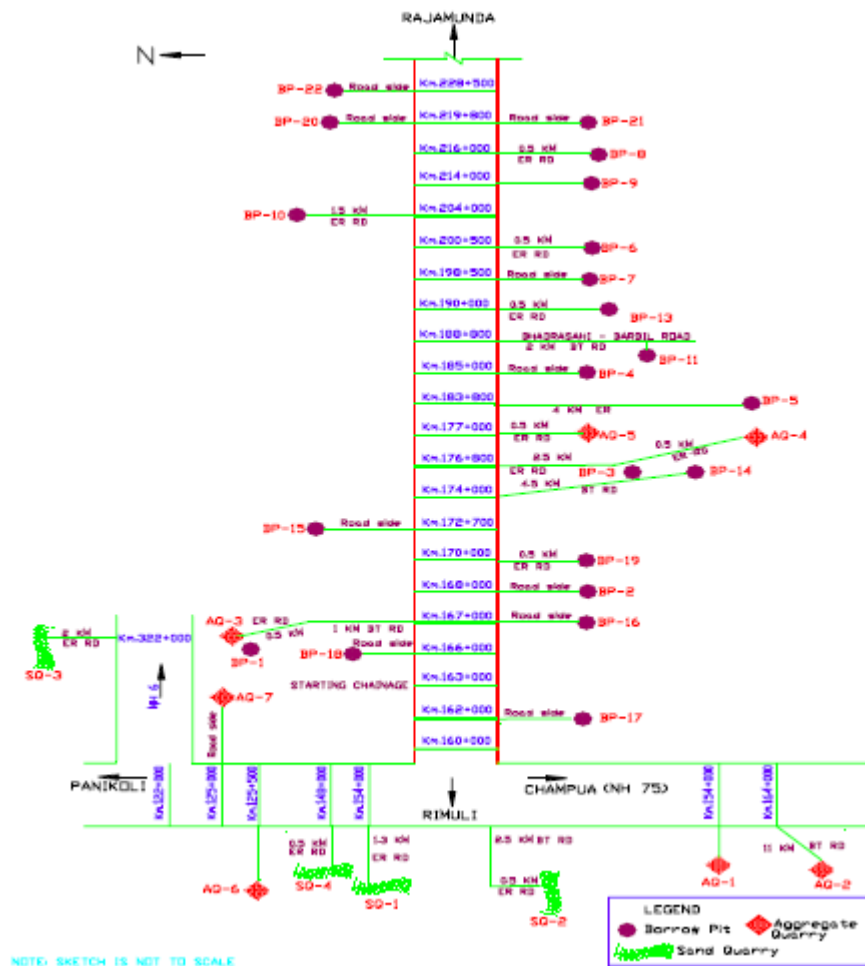 RAJAMUNDA
N
BP-22 Road side Km.228+500
BP-20 Road side Km.219+800 Road side BP-21
Km.216+000 0.5 KM ER RD BP-8
Km.214+000 BP-9
BP-10 1.5 KM ER RD Km.204+000
Km.200+500 0.5 KM ER RD BP-6
Km.198+500 Road side BP-7
Km.190+000 0.5 KM ER RD BP-13
Km.188+800 BHADRASAHI - BARBIL ROAD
2 KM BT RD BP-11
Km.185+000 Road side BP-4
Km.183+800 4 KM ER BP-5
Km.177+000 0.5 KM ER RD AQ-5 AQ-4
Km.176+800 2.5 KM ER RD 0.5 KM ER RD
BP-3 BP-14
Km.174+000 4.5 KM BT RD
BP-15 Road side Km.172+700
Km.170+000 0.5 KM ER RD BP-19
Km.168+000 Road side BP-2
AQ-3 ER RD 0.5 KM 1 KM BT RD Km.167+000 Road side BP-16
2 KM ER RD Km.322+000
SQ-3
BP-1 BP-18 Road side Km.166+000
NH 6
STARTING CHAINAGE Km.163+000
AQ-7 Road side
Km.162+000 Road side BP-17
Km.160+000
PANIKOLI RIMULI CHAMPUA (NH 75)
Km.122+000 Km.125+000 Km.125+500 Km.148+000 Km.154+000 Km.154+000 Km.164+000
0.5 KM ER RD 1.3 KM ER RD 2.5 KM BT RD 11 KM BT RD
0.5 KM ER RD
AQ-6 SQ-4 SQ-1 SQ-2 AQ-1 AQ-2
LEGEND
Borrow Pit Aggregate Quarry
Sand Quarry
NOTE: SKETCH IS NOT TO SCALE